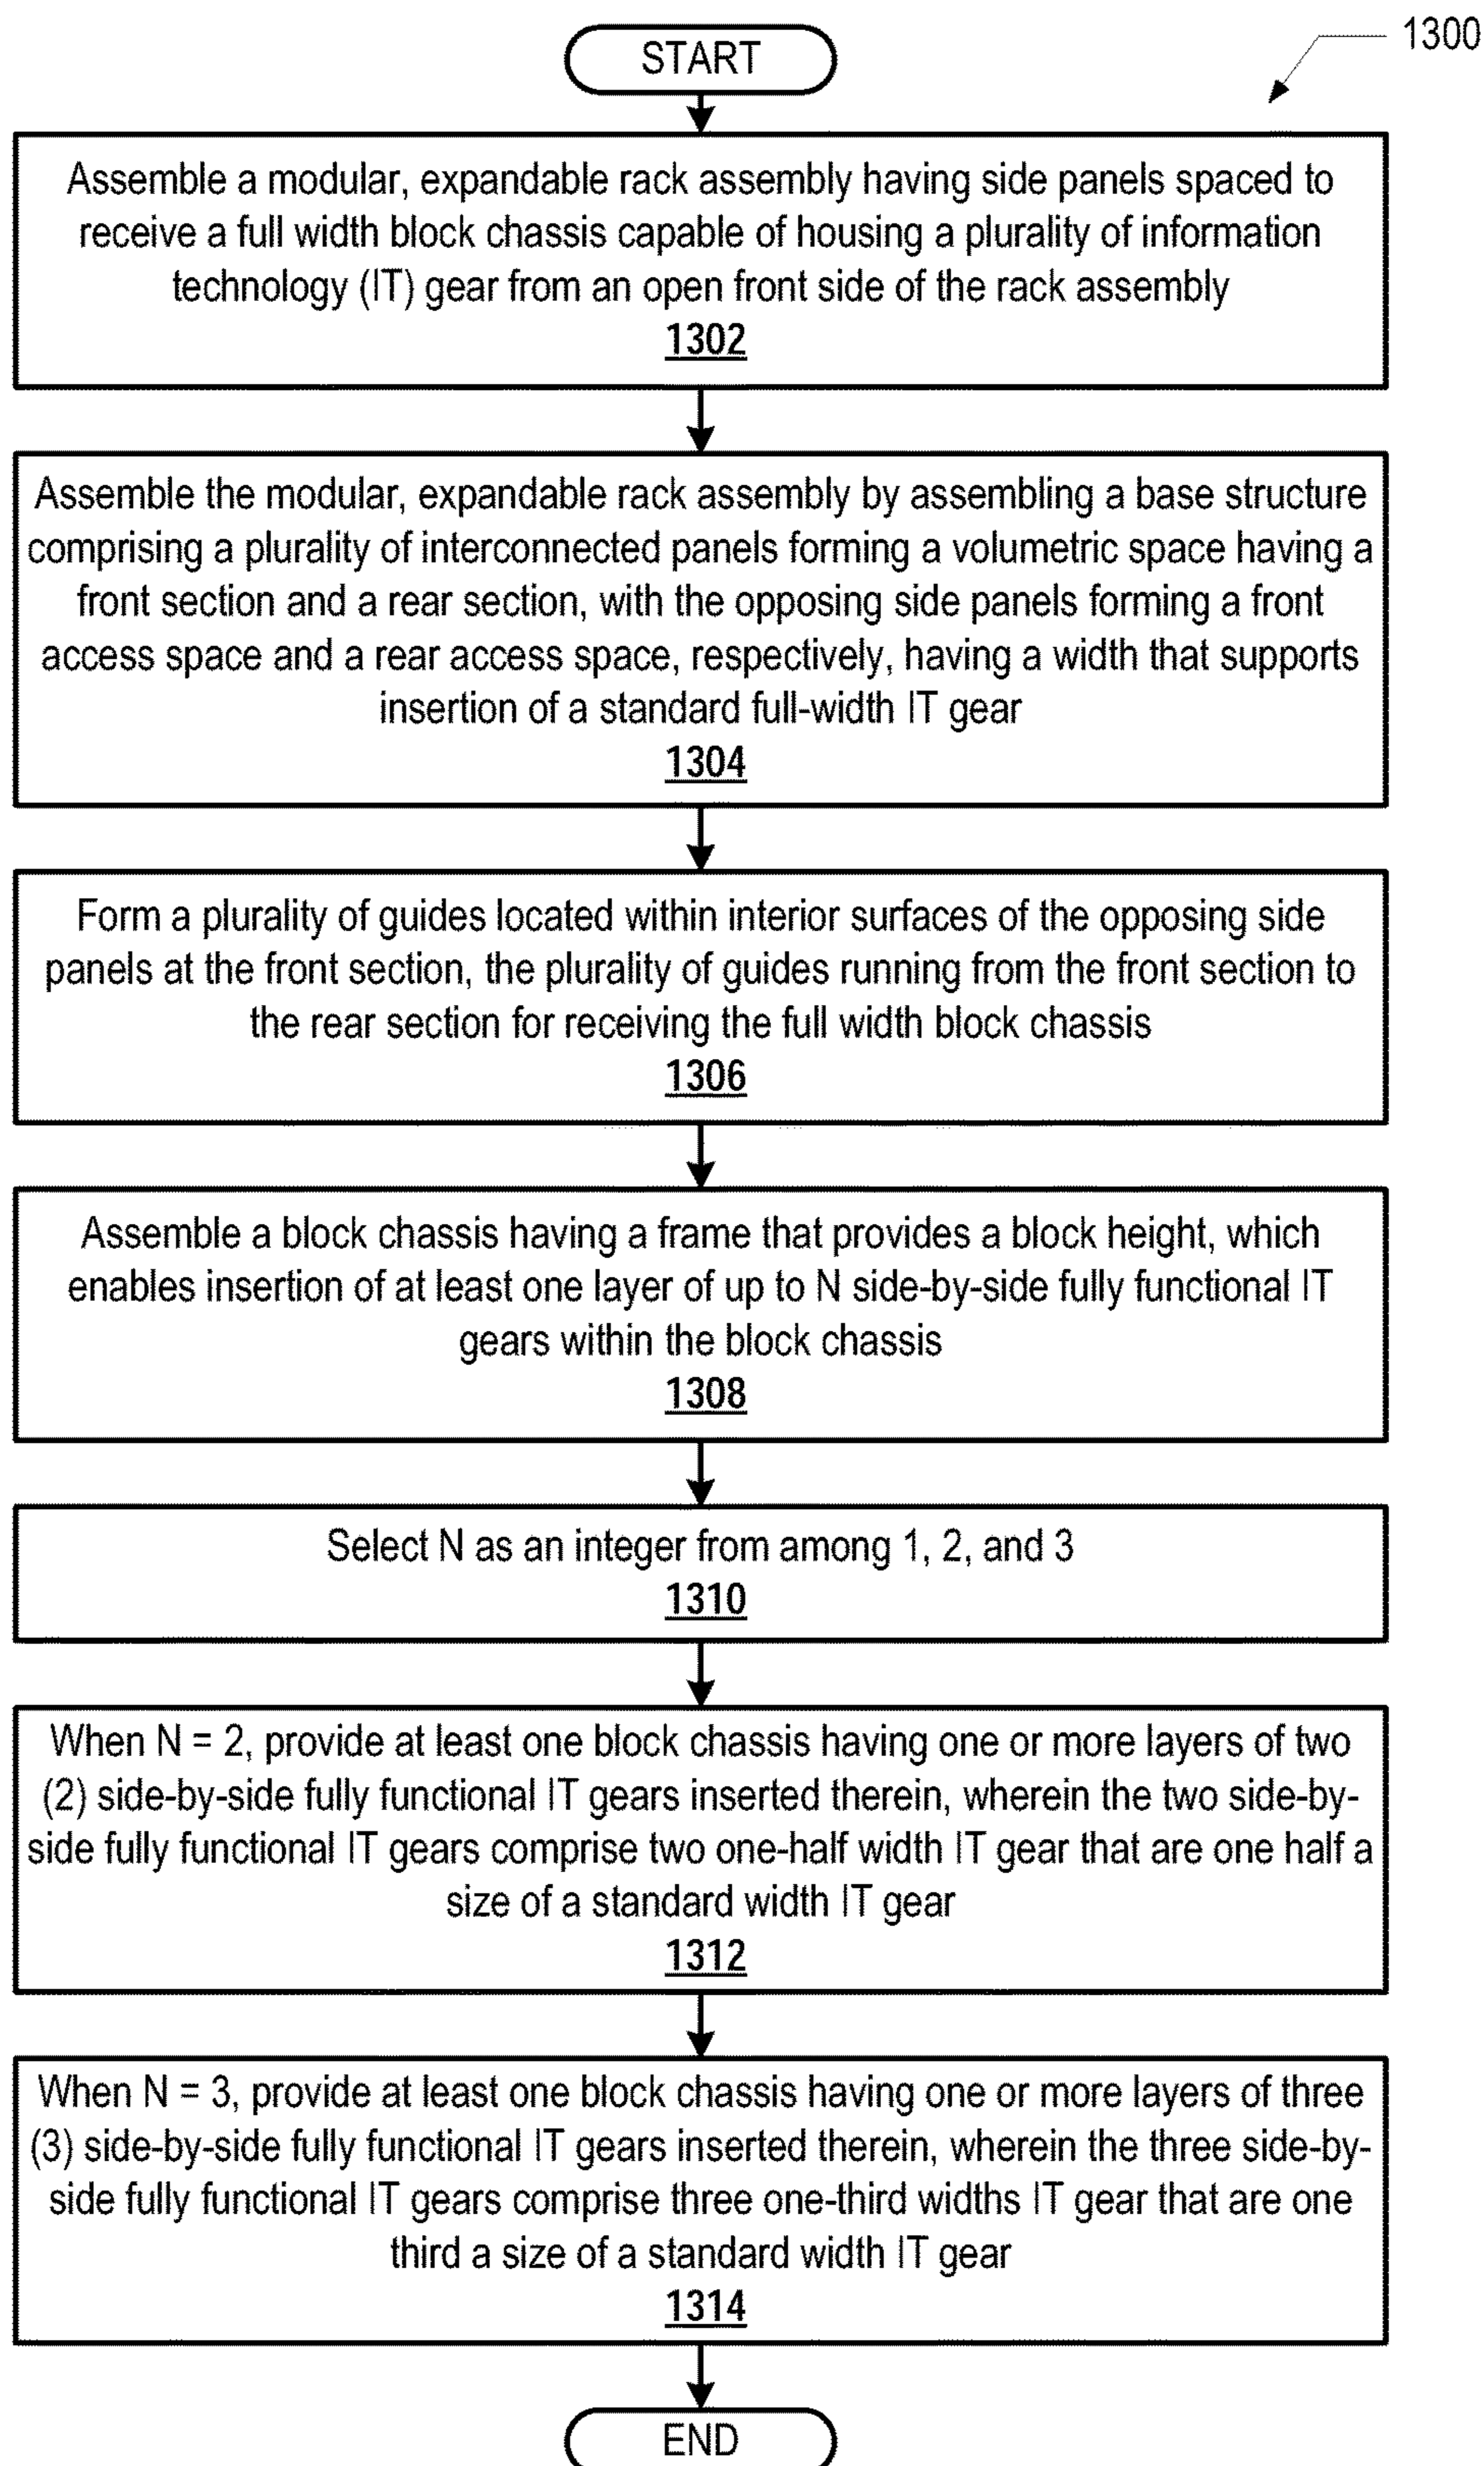 START
1300
Assemble a modular, expandable rack assembly having side panels spaced to
receive a full width block chassis capable of housing a plurality of information
technology (IT) gear from an open front side of the rack assembly
1302
Assemble the modular, expandable rack assembly by assembling a base structure
comprising a plurality of interconnected panels forming a volumetric space having a
front section and a rear section, with the opposing side panels forming a front
access space and a rear access space, respectively, having a width that supports
insertion of a standard full-width IT gear
1304
Form a plurality of guides located within interior surfaces of the opposing side
panels at the front section, the plurality of guides running from the front section to
the rear section for receiving the full width block chassis
1306
Assemble a block chassis having a frame that provides a block height, which
enables insertion of at least one layer of up to N side-by-side fully functional IT
gears within the block chassis
1308
Select N as an integer from among 1, 2, and 3
1310
When N = 2, provide at least one block chassis having one or more layers of two
(2) side-by-side fully functional IT gears inserted therein, wherein the two side-by-
side fully functional IT gears comprise two one-half width IT gear that are one half a
size of a standard width IT gear
1312
When N = 3, provide at least one block chassis having one or more layers of three
(3) side-by-side fully functional IT gears inserted therein, wherein the three side-by-
side fully functional IT gears comprise three one-third widths IT gear that are one
third a size of a standard width IT gear
1314
END